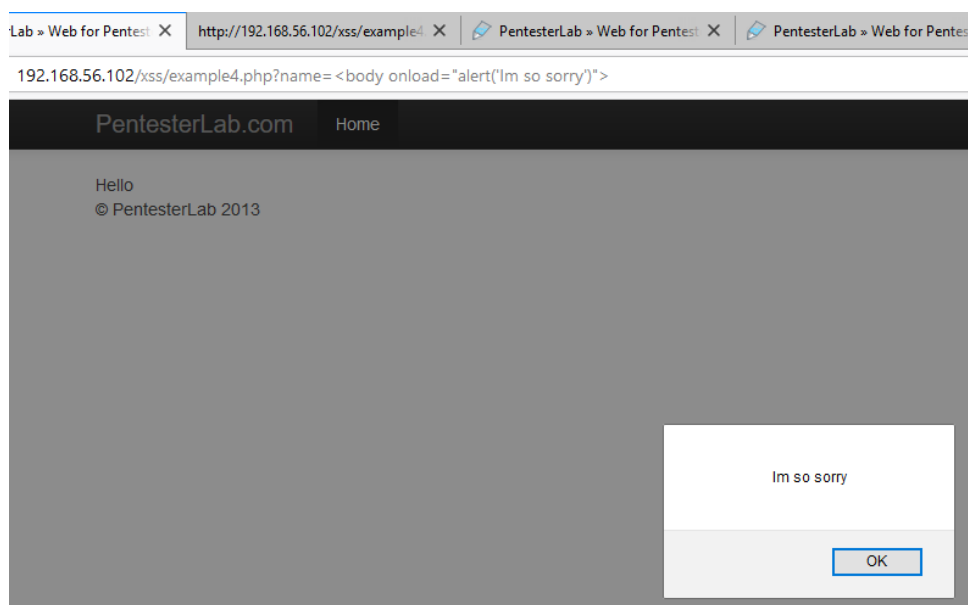 rLab » Web for Pentest
http://192.168.56.102/xss/example4.
PentesterLab » Web for Pentest
PentesterLab » Web for Pentes
192.168.56.102/xss/example4.php?name=<body onload="alert('Im so sorry')">
PentesterLab.com
Home
Hello
© PentesterLab 2013
Im so sorry
OK